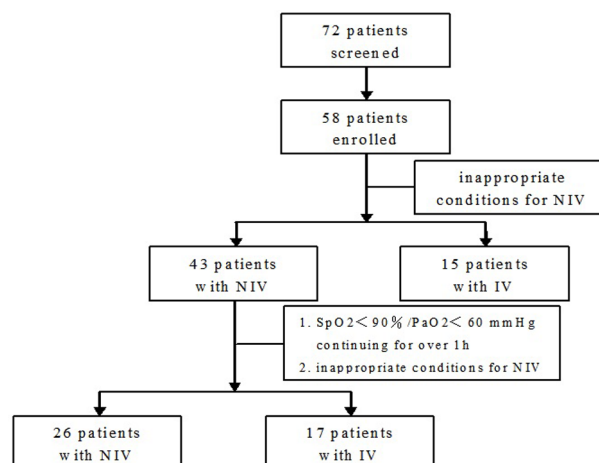 72 patients
screened
58 patients
enrolled
inappropriate
conditions for NIV
43 patients
with NIV
15 patients
with IV
1. SpO2＜90％/PaO2＜60 mmHg
continuing for over 1h
2. inappropriate conditions for NIV
26 patients
with NIV
17 patients
with IV